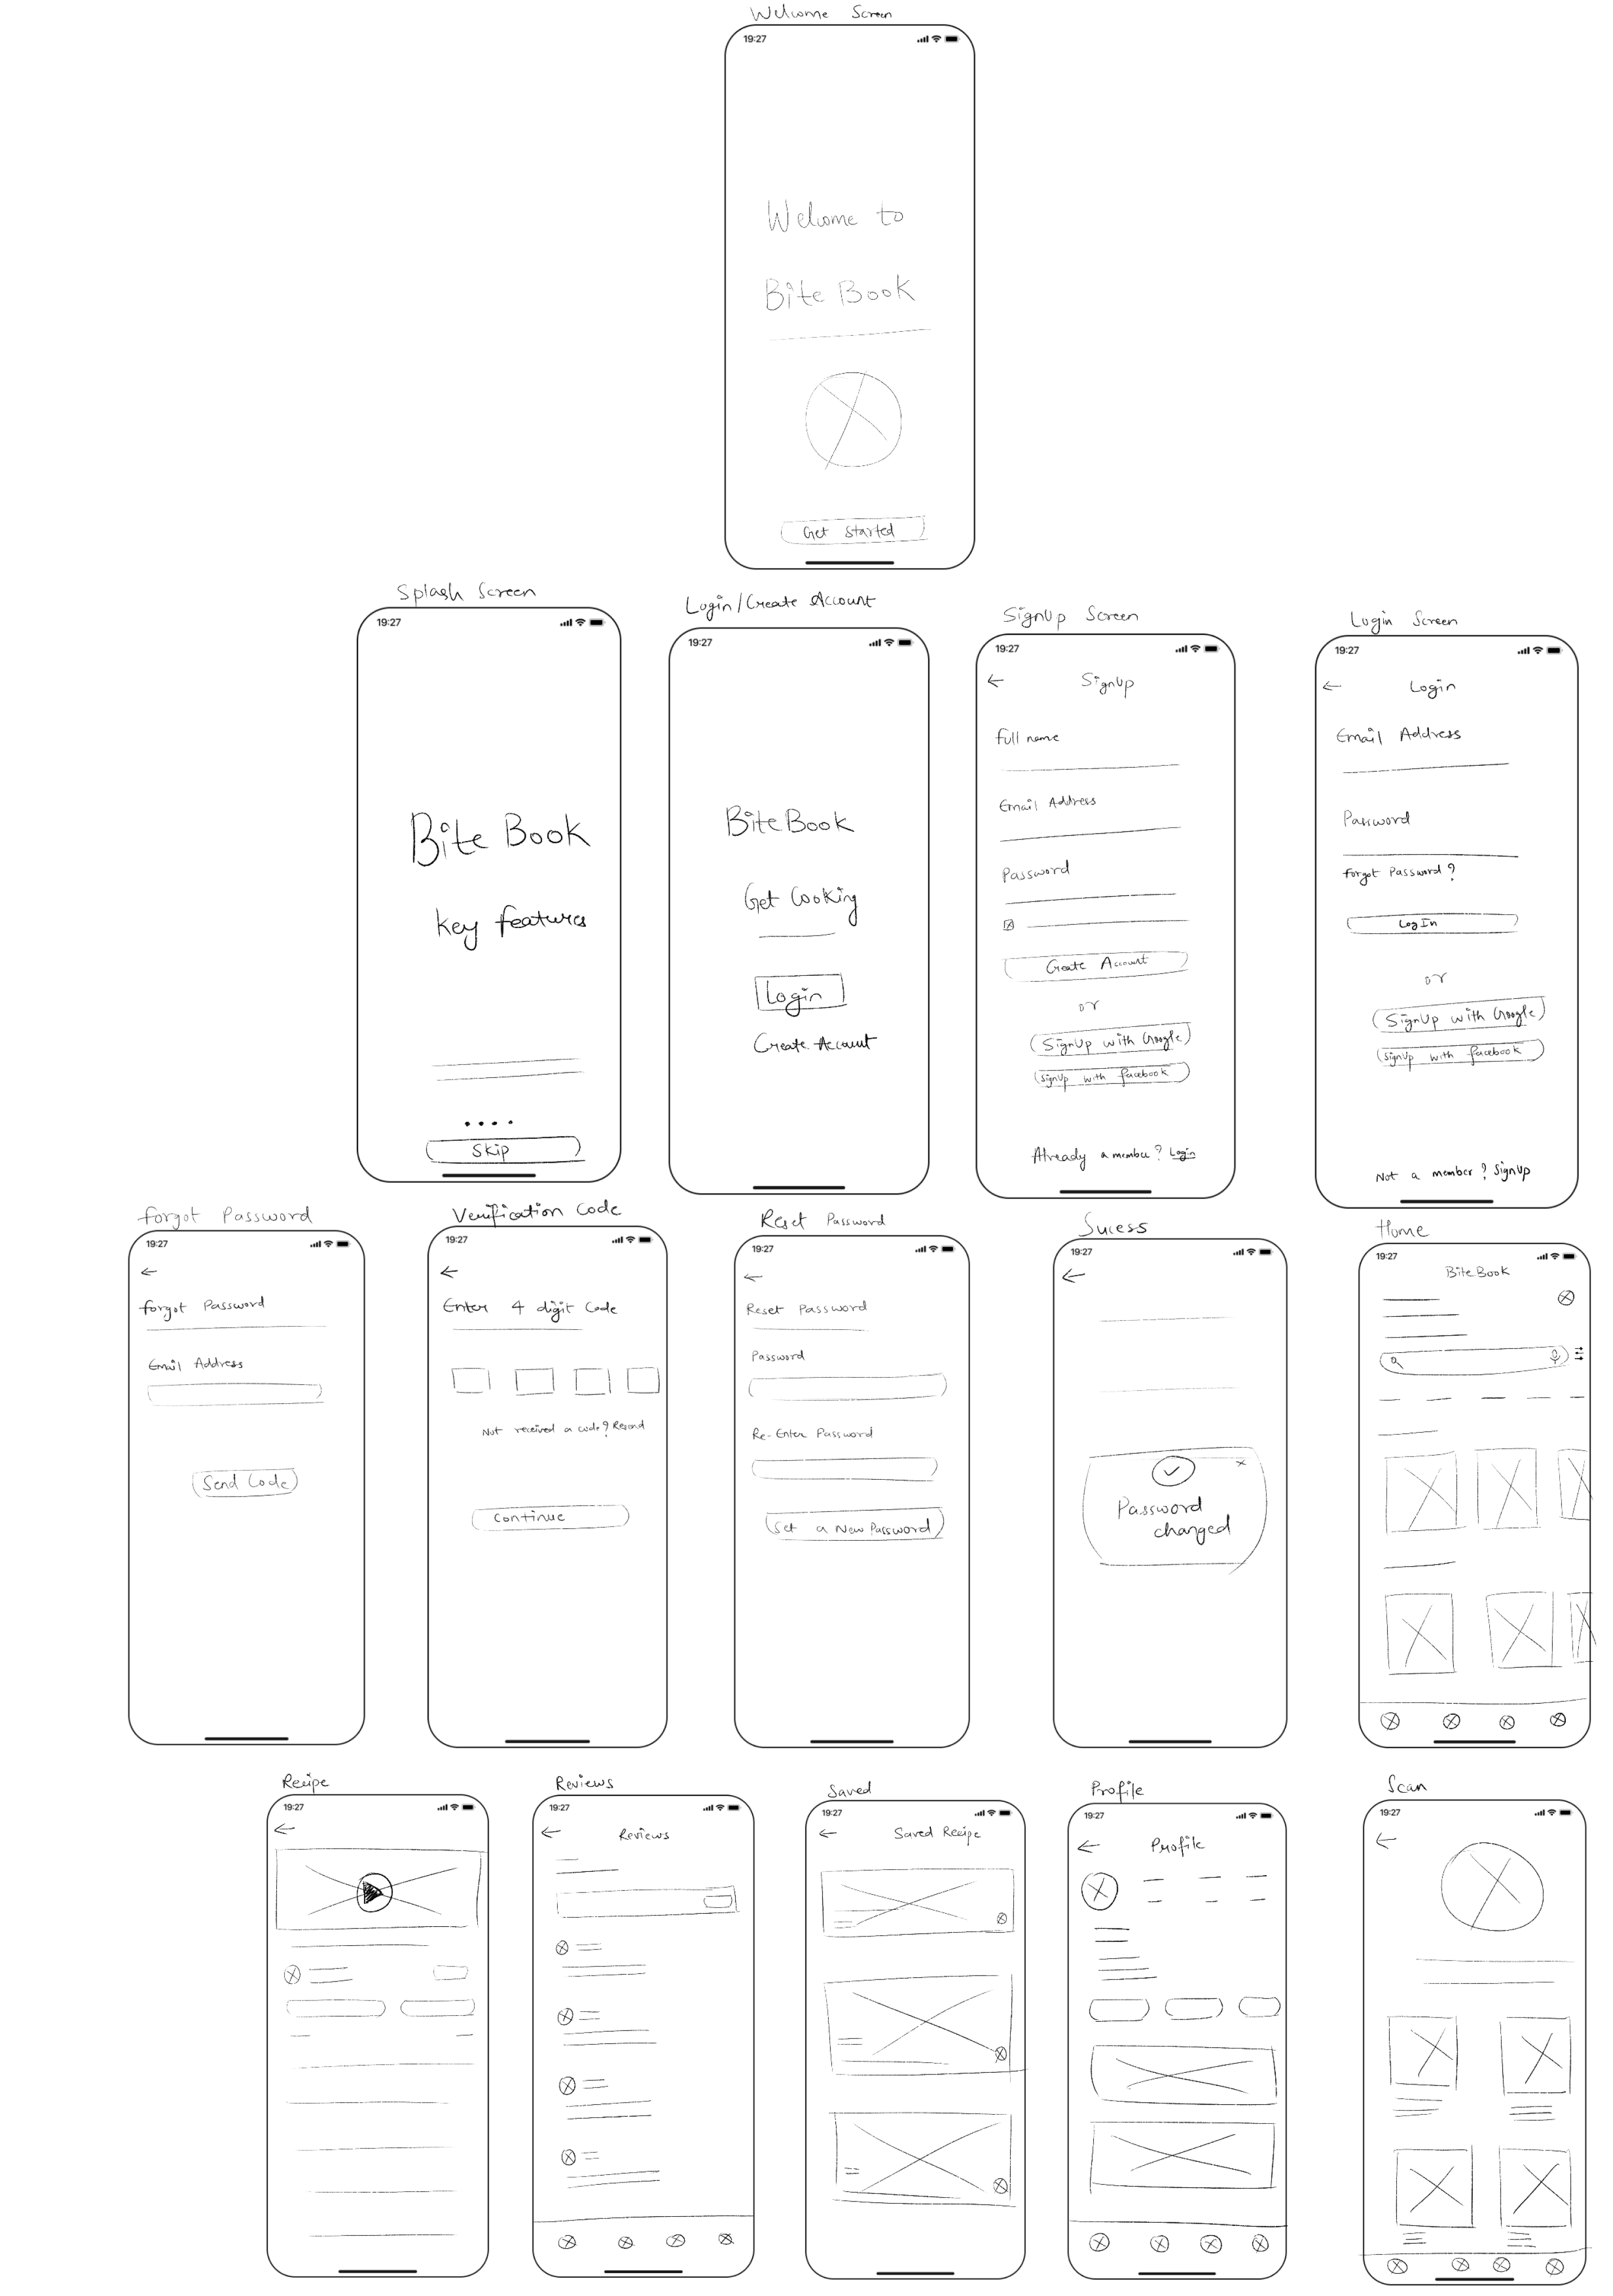 Welcome Screen
19:27
Welcome to
Bite Book
Get started
Splash Screen
19:27
Bite Book
key features
Skip
Login/Create Account
19:27
BiteBook
Get Cooking
Login
Create Account
SignUp Screen
19:27
SignUp
full name
Email Address
Password
Create Account
or
SignUp with Google
SignUp with facebook
Already a member? Login
Login Screen
19:27
Login
Email Address
Password
forgot Password?
Log In
or
SignUp with Google
SignUp with facebook
Not a member? SignUp
forgot Password
19:27
forgot Password
Email Address
Send Code
Verification Code
19:27
Enter 4 digit Code
Not received a code? Resend
Continue
Reset Password
19:27
Reset Password
Password
Re-Enter Password
Set a New Password
Sucess
19:27
Password
changed
Home
19:27
BiteBook
Recipe
19:27
Reviews
19:27
Reviews
Saved
19:27
Saved Recipe
Profile
19:27
Profile
Scan
19:27